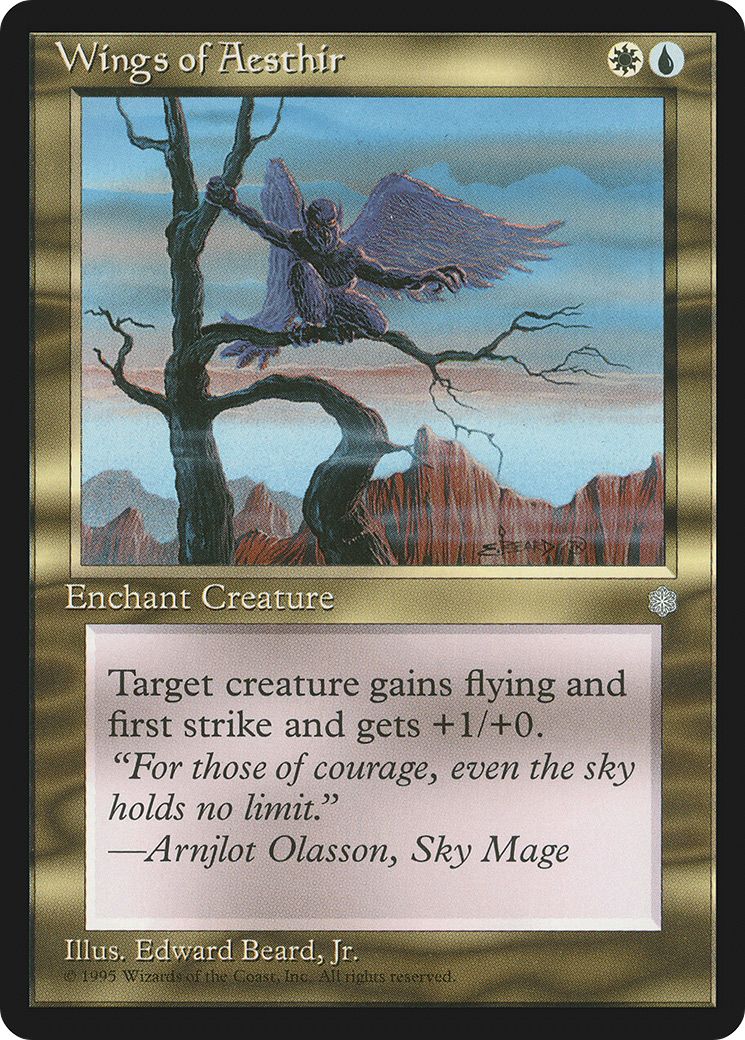 Wings of Aesthir
E. BEARD JR
Enchant Creature
Target creature gains flying and
first strike and gets +1/+0.
“For those of courage, even the sky
holds no limit.”
—Arnjlot Olasson, Sky Mage
Illus. Edward Beard, Jr.
© 1995 Wizards of the Coast, Inc. All rights reserved.